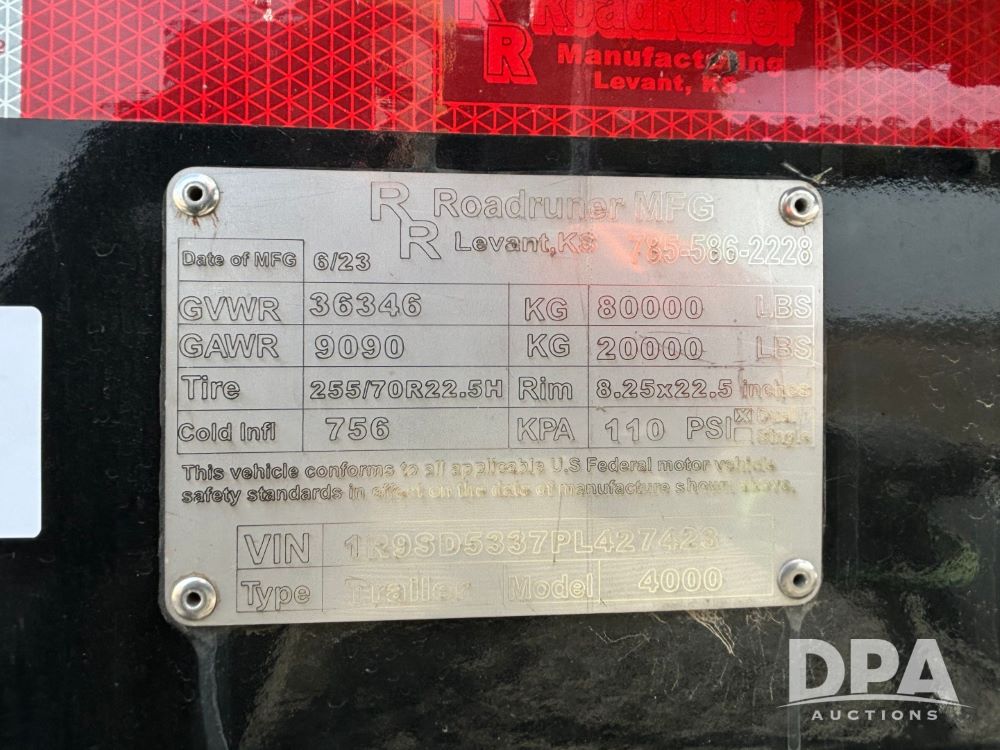 R RoadRuner
R Manufacturing
Levant, KS.
R Roadruner MFG
R Levant,KS 785-586-2228
Date of MFG 6/23
GVWR 36346 KG 80000 LBS
GAWR 9090 KG 20000 LBS
Tire 255/70R22.5H Rim 8.25x22.5 inches
Cold Infl 756 KPA 110 PSI Dual
Single
This vehicle conforms to all applicable U.S Federal motor vehicle
safety standards in effect on the date of manufacture shown above.
VIN 1R9SD5337PL427423
Type Trailer Model 4000
DPA
AUCTIONS